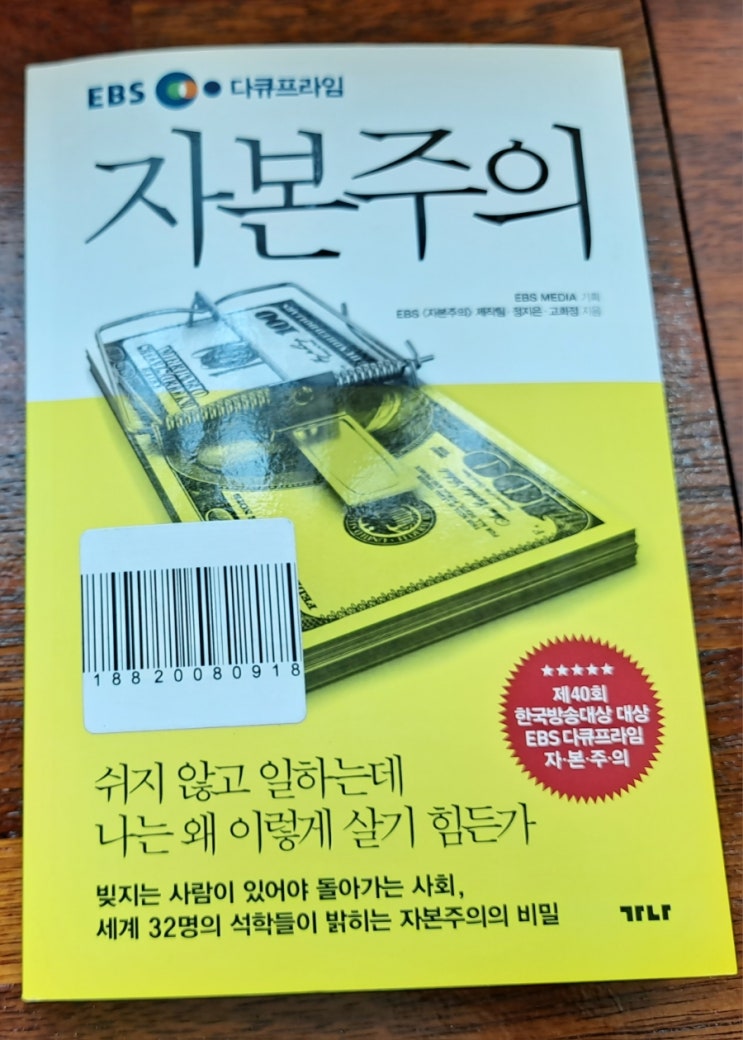 EBS 다큐프라임
자본주의
EBS MEDIA 기획
EBS 〈자본주의〉 제작팀·정지은·고희정 지음
100
100
18820080918
★★★★★
제40회
한국방송대상 대상
EBS 다큐프라임
자·본·주·의
쉬지 않고 일하는데
나는 왜 이렇게 살기 힘든가
빚지는 사람이 있어야 돌아가는 사회,
세계 32명의 석학들이 밝히는 자본주의의 비밀
가나